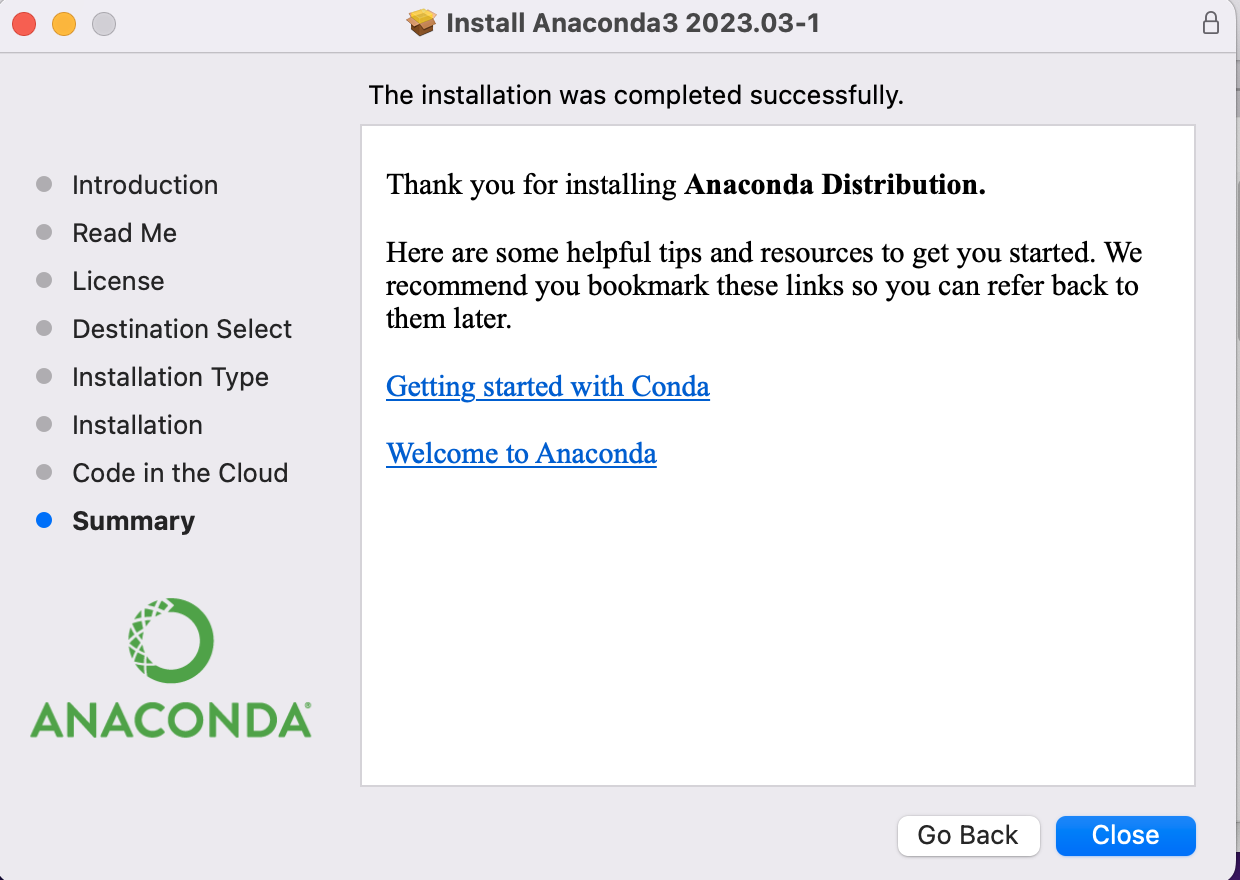 Install Anaconda3 2023.03-1
The installation was completed successfully.
Introduction
Read Me
License
Destination Select
Installation Type
Installation
Code in the Cloud
Summary
ANACONDA®
Thank you for installing Anaconda Distribution.
Here are some helpful tips and resources to get you started. We
recommend you bookmark these links so you can refer back to
them later.
Getting started with Conda
Welcome to Anaconda
Go Back
Close